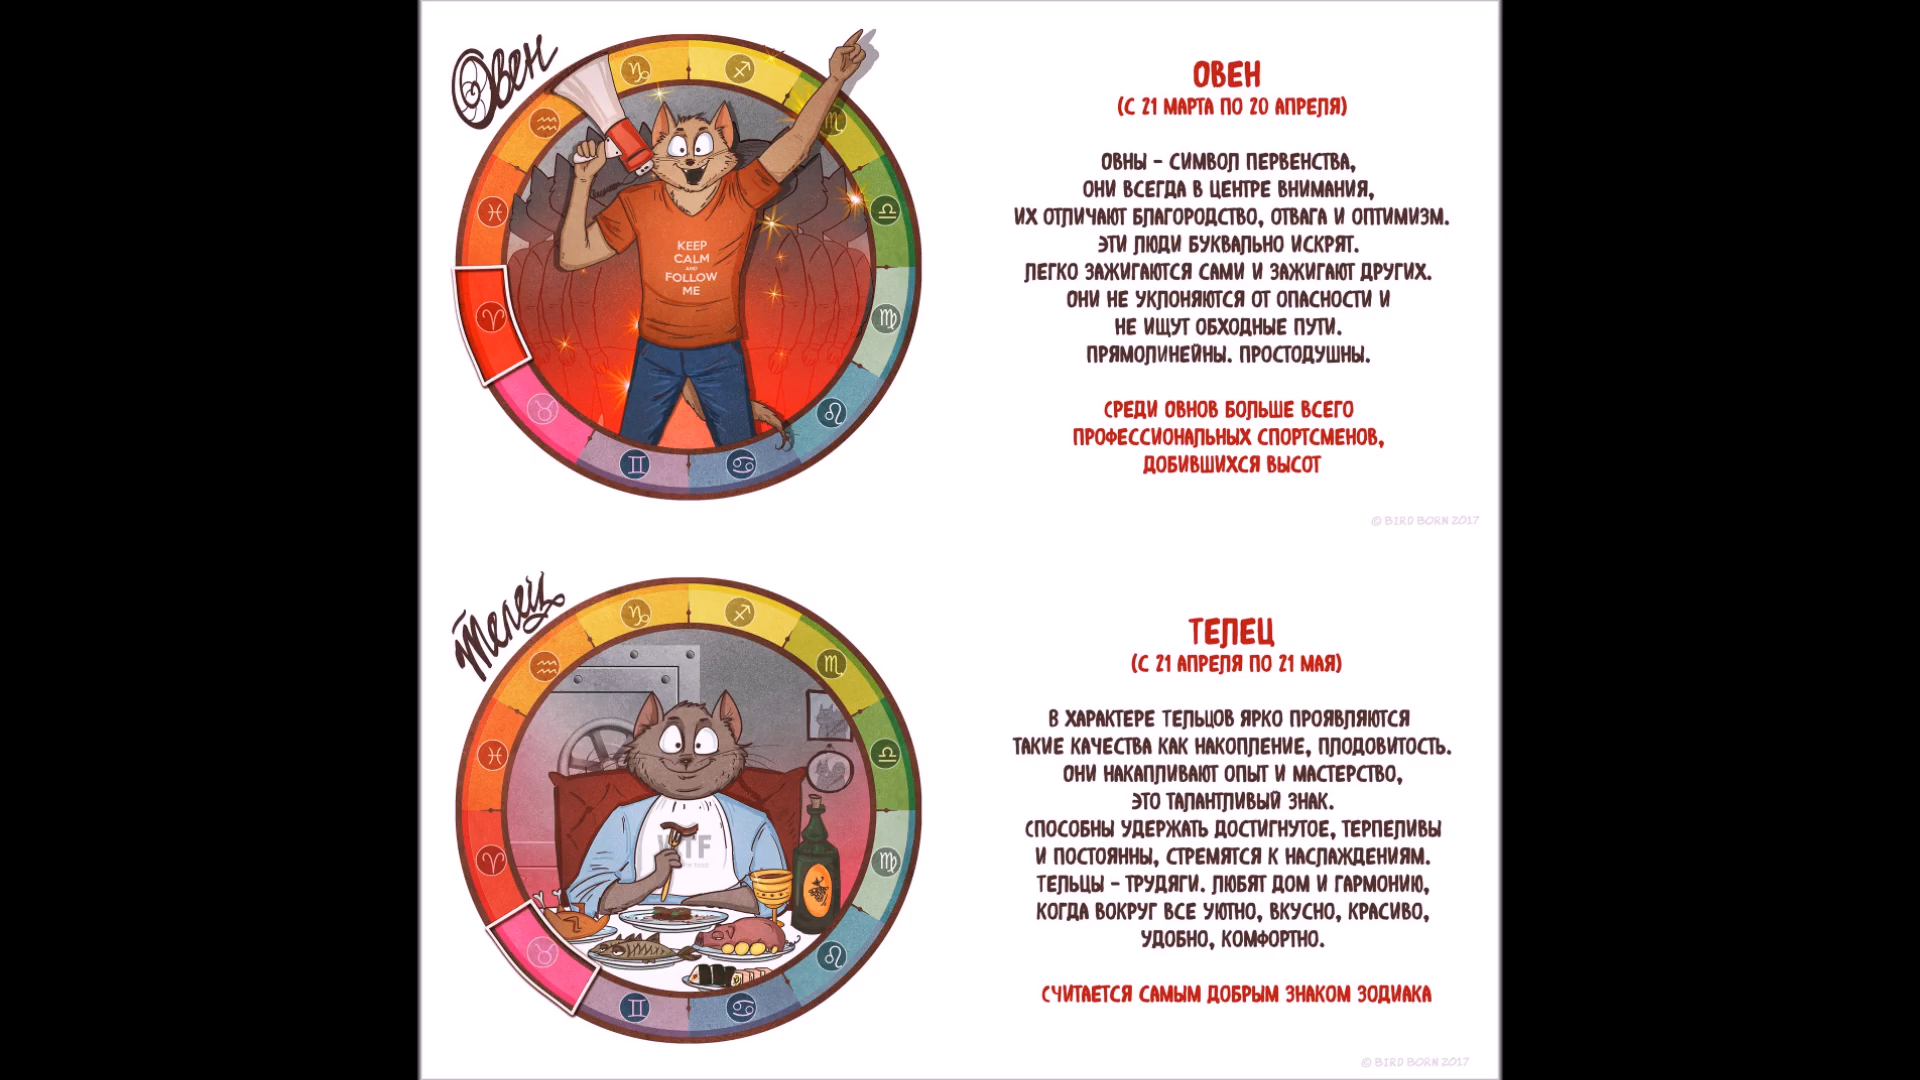 Овен
KEEP
CALM
AND
FOLLOW
ME
ОВЕН
(С 21 МАРТА ПО 20 АПРЕЛЯ)
ОВНЫ - СИМВОЛ ПЕРВЕНСТВА,
ОНИ ВСЕГДА В ЦЕНТРЕ ВНИМАНИЯ,
ИХ ОТЛИЧАЮТ БЛАГОРОДСТВО, ОТВАГА И ОПТИМИЗМ.
ЭТИ ЛЮДИ БУКВАЛЬНО ИСКРЯТ.
ЛЕГКО ЗАЖИГАЮТСЯ САМИ И ЗАЖИГАЮТ ДРУГИХ.
ОНИ НЕ УКЛОНЯЮТСЯ ОТ ОПАСНОСТИ И
НЕ ИЩУТ ОБХОДНЫЕ ПУТИ.
ПРЯМОЛИНЕЙНЫ. ПРОСТОДУШНЫ.
СРЕДИ ОВНОВ БОЛЬШЕ ВСЕГО
ПРОФЕССИОНАЛЬНЫХ СПОРТСМЕНОВ,
ДОБИВШИХСЯ ВЫСОТ
© BIRD BORN 2017
Телец
WTF
ТЕЛЕЦ
(С 21 АПРЕЛЯ ПО 21 МАЯ)
В ХАРАКТЕРЕ ТЕЛЬЦОВ ЯРКО ПРОЯВЛЯЮТСЯ
ТАКИЕ КАЧЕСТВА КАК НАКОПЛЕНИЕ, ПЛОДОВИТОСТЬ.
ОНИ НАКАПЛИВАЮТ ОПЫТ И МАСТЕРСТВО,
ЭТО ТАЛАНТЛИВЫЙ ЗНАК.
СПОСОБНЫ УДЕРЖАТЬ ДОСТИГНУТОЕ, ТЕРПЕЛИВЫ
И ПОСТОЯННЫ, СТРЕМЯТСЯ К НАСЛАЖДЕНИЯМ.
ТЕЛЬЦЫ - ТРУДЯГИ. ЛЮБЯТ ДОМ И ГАРМОНИЮ,
КОГДА ВОКРУГ ВСЕ УЮТНО, ВКУСНО, КРАСИВО,
УДОБНО, КОМФОРТНО.
СЧИТАЕТСЯ САМЫМ ДОБРЫМ ЗНАКОМ ЗОДИАКА
© BIRD BORN 2017